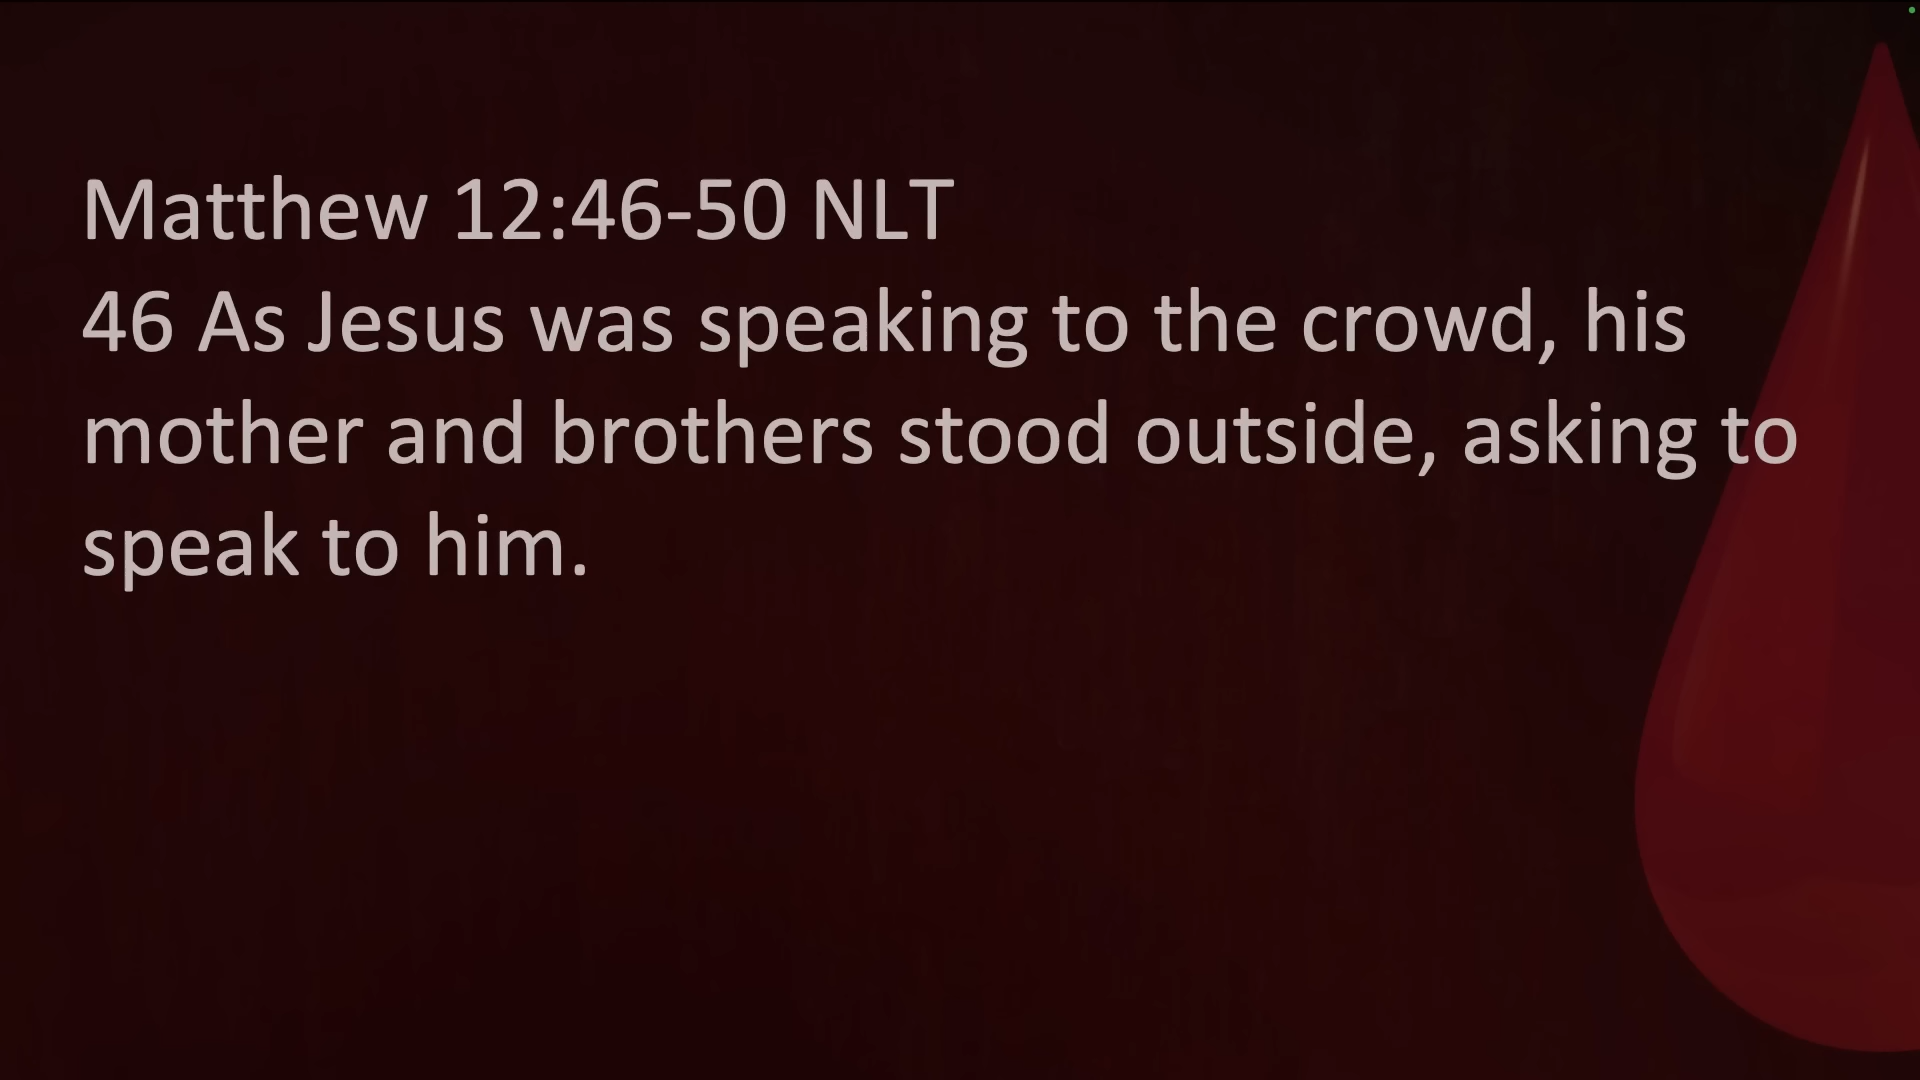 Matthew 12:46-50 NLT
46 As Jesus was speaking to the crowd, his
mother and brothers stood outside, asking to
speak to him.